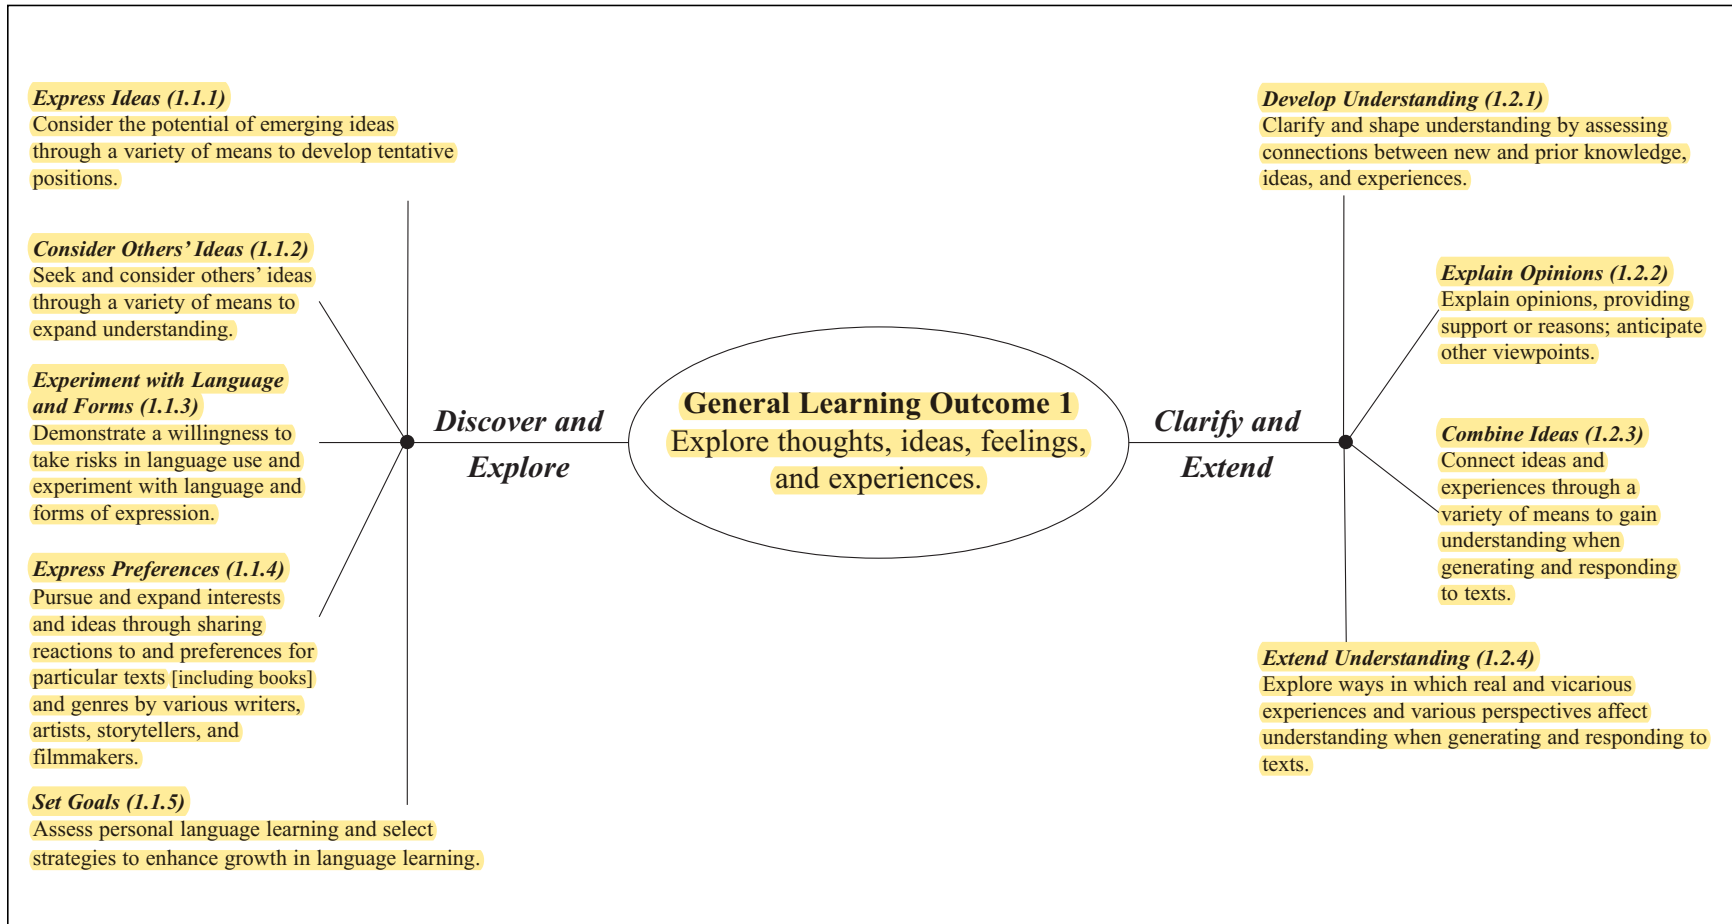 Express Ideas (1.1.1)
Consider the potential of emerging ideas
through a variety of means to develop tentative
positions.
Consider Others’ Ideas (1.1.2)
Seek and consider others’ ideas
through a variety of means to
expand understanding.
Experiment with Language
and Forms (1.1.3)
Demonstrate a willingness to
take risks in language use and
experiment with language and
forms of expression.
Express Preferences (1.1.4)
Pursue and expand interests
and ideas through sharing
reactions to and preferences for
particular texts [including books]
and genres by various writers,
artists, storytellers, and
filmmakers.
Set Goals (1.1.5)
Assess personal language learning and select
strategies to enhance growth in language learning.
Discover and
Explore
General Learning Outcome 1
Explore thoughts, ideas, feelings,
and experiences.
Clarify and
Extend
Develop Understanding (1.2.1)
Clarify and shape understanding by assessing
connections between new and prior knowledge,
ideas, and experiences.
Explain Opinions (1.2.2)
Explain opinions, providing
support or reasons; anticipate
other viewpoints.
Combine Ideas (1.2.3)
Connect ideas and
experiences through a
variety of means to gain
understanding when
generating and responding
to texts.
Extend Understanding (1.2.4)
Explore ways in which real and vicarious
experiences and various perspectives affect
understanding when generating and responding to
texts.